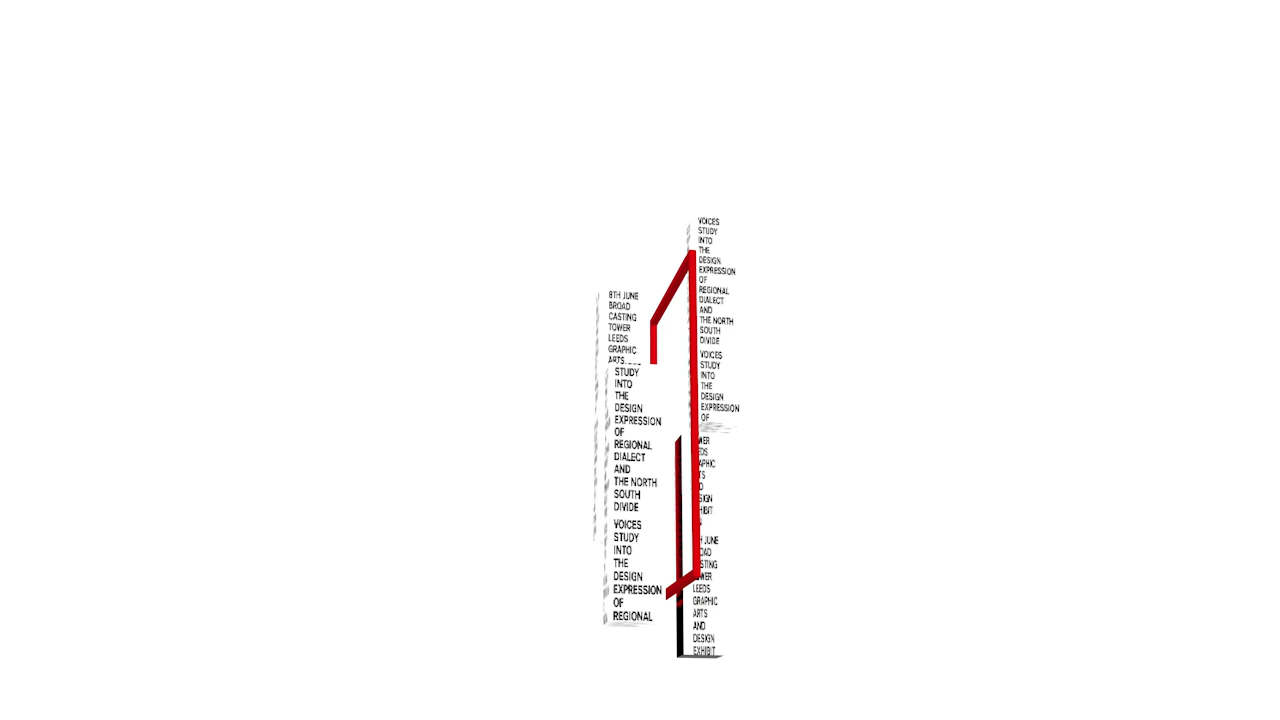 VOICES
STUDY
INTO
THE
DESIGN
EXPRESSION
OF
REGIONAL
DIALECT
AND
THE NORTH
SOUTH
DIVIDE
VOICES
STUDY
INTO
THE
DESIGN
EXPRESSION
OF
8TH JUNE
BROAD
CASTING
TOWER
LEEDS
GRAPHIC
ARTS
STUDY
INTO
THE
DESIGN
EXPRESSION
OF
REGIONAL
DIALECT
AND
THE NORTH
SOUTH
DIVIDE
VOICES
STUDY
INTO
THE
DESIGN
EXPRESSION
OF
REGIONAL
JUNE
LEEDS
GRAPHIC
ARTS
AND
DESIGN
EXHIBIT